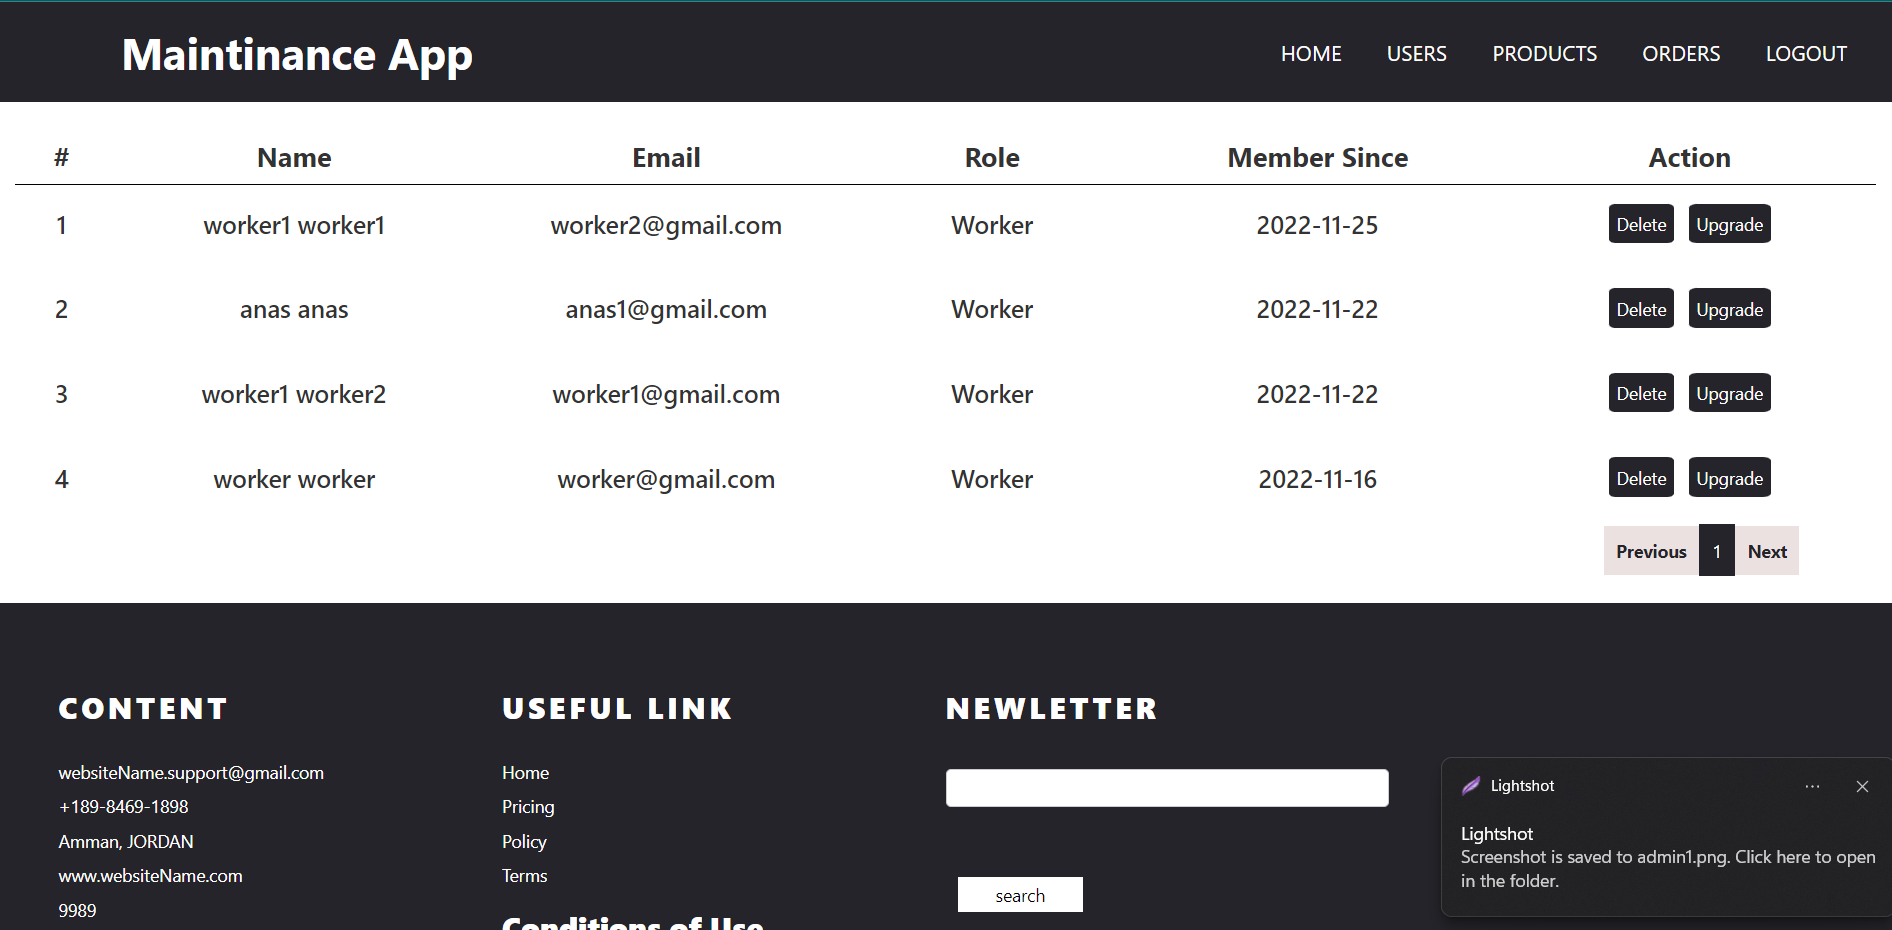 Maintinance App
HOME USERS PRODUCTS ORDERS LOGOUT
# Name Email Role Member Since Action
1 worker1 worker1 worker2@gmail.com Worker 2022-11-25 Delete Upgrade
2 anas anas anas1@gmail.com Worker 2022-11-22 Delete Upgrade
3 worker1 worker2 worker1@gmail.com Worker 2022-11-22 Delete Upgrade
4 worker worker worker@gmail.com Worker 2022-11-16 Delete Upgrade
Previous 1 Next
CONTENT
websiteName.support@gmail.com
+189-8469-1898
Amman, JORDAN
www.websiteName.com
9989
USEFUL LINK
Home
Pricing
Policy
Terms
Conditions of Use
NEWLETTER
search
Lightshot
Lightshot
Screenshot is saved to admin1.png. Click here to open
in the folder.